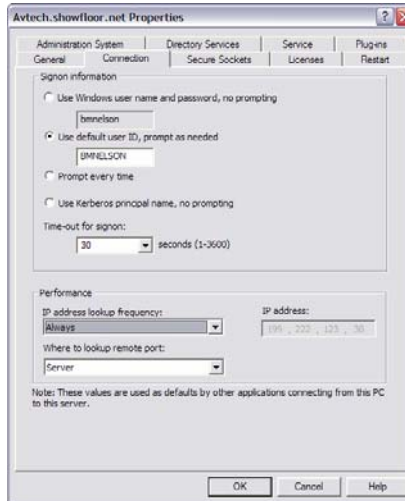 Avtech.showfloor.net Properties
Administration System Directory Services Service Plug-ins
General Connection Secure Sockets Licenses Restart
Signon information
Use Windows user name and password, no prompting
bmnelson
Use default user ID, prompt as needed
BMNELSON
Prompt every time
Use Kerberos principal name, no prompting
Time-out for signon:
30 seconds (1-3600)
Performance
IP address lookup frequency: IP address:
Always
Where to lookup remote port:
Server
Note: These values are used as defaults by other applications connecting from this PC
to this server.
OK Cancel Help